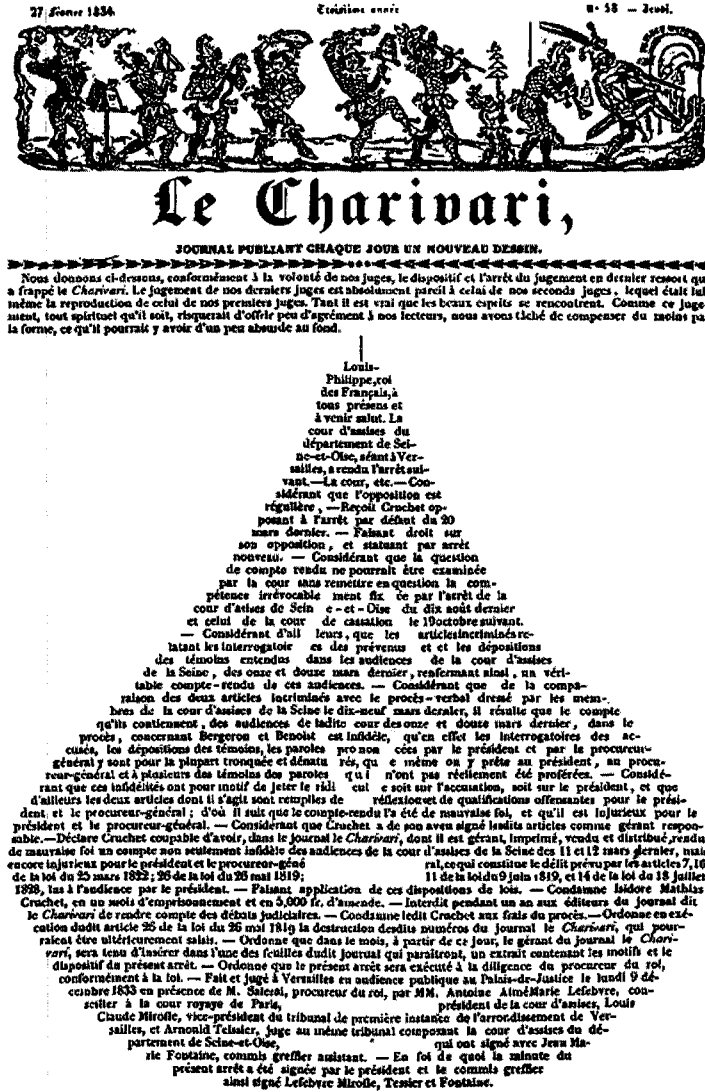 27 février 1834
Troisième année
N° 58 — Jeudi.
Le Charivari,
JOURNAL PUBLIANT CHAQUE JOUR UN NOUVEAU DESSIN.
Nous donnons ci-dessous, conformément à la volonté de nos juges, le dispositif et l'arrêt du jugement en dernier ressort qu
a frappé le Charivari. Le jugement de nos derniers juges est absolument pareil à celui de nos seconds juges, lequel était lui
même la reproduction de celui de nos premiers juges. Tant il est vrai que les beaux esprits se rencontrent. Comme ce juge
ment, tout spirituel qu'il soit, risquerait d'offrir peu d'agrément à nos lecteurs, nous avons tâché de compenser du moins pa
la forme, ce qu'il pourrait y avoir d'un peu absurde au fond.
Louis-
Philippe, roi
des Français, à
tous présens et
à venir salut. La
cour d'assises du
département de Sei-
ne-et-Oise, séant à Ver-
sailles, a rendu l'arrêt sui-
vant.—La cour, etc.—Con-
sidérant que l'opposition est
régulière, —Reçoit Cruchet op-
posant à l'arrêt par défaut du 20
mars dernier. — Faisant droit sur
son opposition, et statuant par arrêt
nouveau. — Considérant que la question
de compte rendu ne pourrait être examinée
par la cour sans remettre en question la com-
pétence irrévocable ment fix ée par l'arrêt de la
cour d'assises de Sein e-et-Oise du dix août dernier
et celui de la cour de cassation le 19 octobre suivant.
— Considérant d'ail leurs, que les articles incriminés re-
latant les interrogatoir es des prévenus et et les dépositions
des témoins entendus dans les audiences de la cour d'assises
de la Seine, des onze et douze mars dernier, renfermant ainsi, un véri-
table compte-rendu de ces audiences. — Considérant que de la compa-
raison des deux articles incriminés avec le procès-verbal dressé par les mem-
bres de la cour d'assises de la Seine le dix-neuf mars dernier, il résulte que le compte
qu'ils contiennent, des audiences de ladite cour des onze et douze mars dernier, dans le
procès, concernant Bergeron et Benoist est infidèle, qu'en effet les interrogatoires des ac-
cusés, les dépositions des témoins, les paroles pronon cées par le président et par le procureur-
général y sont pour la plupart tronquée et dénatu rés, qu e même on y prête au président, au procu-
reur-général et à plusieurs des témoins des paroles qui n'ont pas réellement été proférées. — Considé-
rant que ces infidélités ont pour motif de jeter le ridi cul e soit sur l'accusation, soit sur le président, et que
d'ailleurs les deux articles dont il s'agit sont remplies de réflexions et de qualifications offensantes pour le prési-
dent et le procureur-général; d'où il suit que le compte-rendu l'a été de mauvaise foi, et qu'il est injurieux pour le
président et le procureur-général. — Considérant que Cruchet a de son aveu signé lesdits articles comme gérant respon-
sable.—Déclare Cruchet coupable d'avoir, dans le journal le Charivari, dont il est gérant, imprimé, vendu et distribué, rendu
de mauvaise foi un compte non seulement infidèle des audiences de la cour d'assises de la Seine des 11 et 12 mars dernier, mais
encore injurieux pour le président et le procureur-géné ral, ce qui constitue le délit prévu par les articles 7, 16
de la loi du 25 mars 1822; 26 de la loi du 26 mai 1819; 11 de la loi du 9 juin 1819, et 14 de la loi du 18 juillet
1828, lus à l'audience par le président. — Faisant application de ces dispositions de lois. — Condamne Isidore Mathias
Cruchet, en un mois d'emprisonnement et en 5,000 fr. d'amende. — Interdit pendant un an aux éditeurs du journal dit
le Charivari de rendre compte des débats judiciaires. — Condamne ledit Cruchet aux frais du procès.—Ordonne en exé-
cution dudit article 26 de la loi du 26 mai 1819 la destruction desdits numéros du journal le Charivari, qui pour-
raient être ultérieurement saisis. — Ordonne que dans le mois, à partir de ce jour, le gérant du journal le Chari-
vari, sera tenu d'insérer dans l'une des feuilles dudit journal qui paraîtront, un extrait contenant les motifs et le
dispositif du présent arrêt. — Ordonne que le présent arrêt sera exécuté à la diligence du procureur du roi,
conformément à la loi. — Fait et jugé à Versailles en audience publique au Palais-de-Justice le lundi 9 dé-
cembre 1833 en présence de M. Salerai, procureur du roi, par MM. Antoine Aimé Marie Lefebvre, con-
seiller à la cour royaye de Paris, président de la cour d'assises, Louis
Claude Mirofle, vice-président du tribunal de première instance de l'arrondissement de Ver-
sailles, et Arnould Teissier, juge au même tribunal composant la cour d'assises du dé-
partement de Seine-et-Oise, qui ont signé avec Jean Ma-
rie Fontaine, commis greffier assistant. — En foi de quoi la minute du
présent arrêt a été signée par le président et le commis greffier
ainsi signé Lefebvre Mirofle, Tessier et Fontaine.